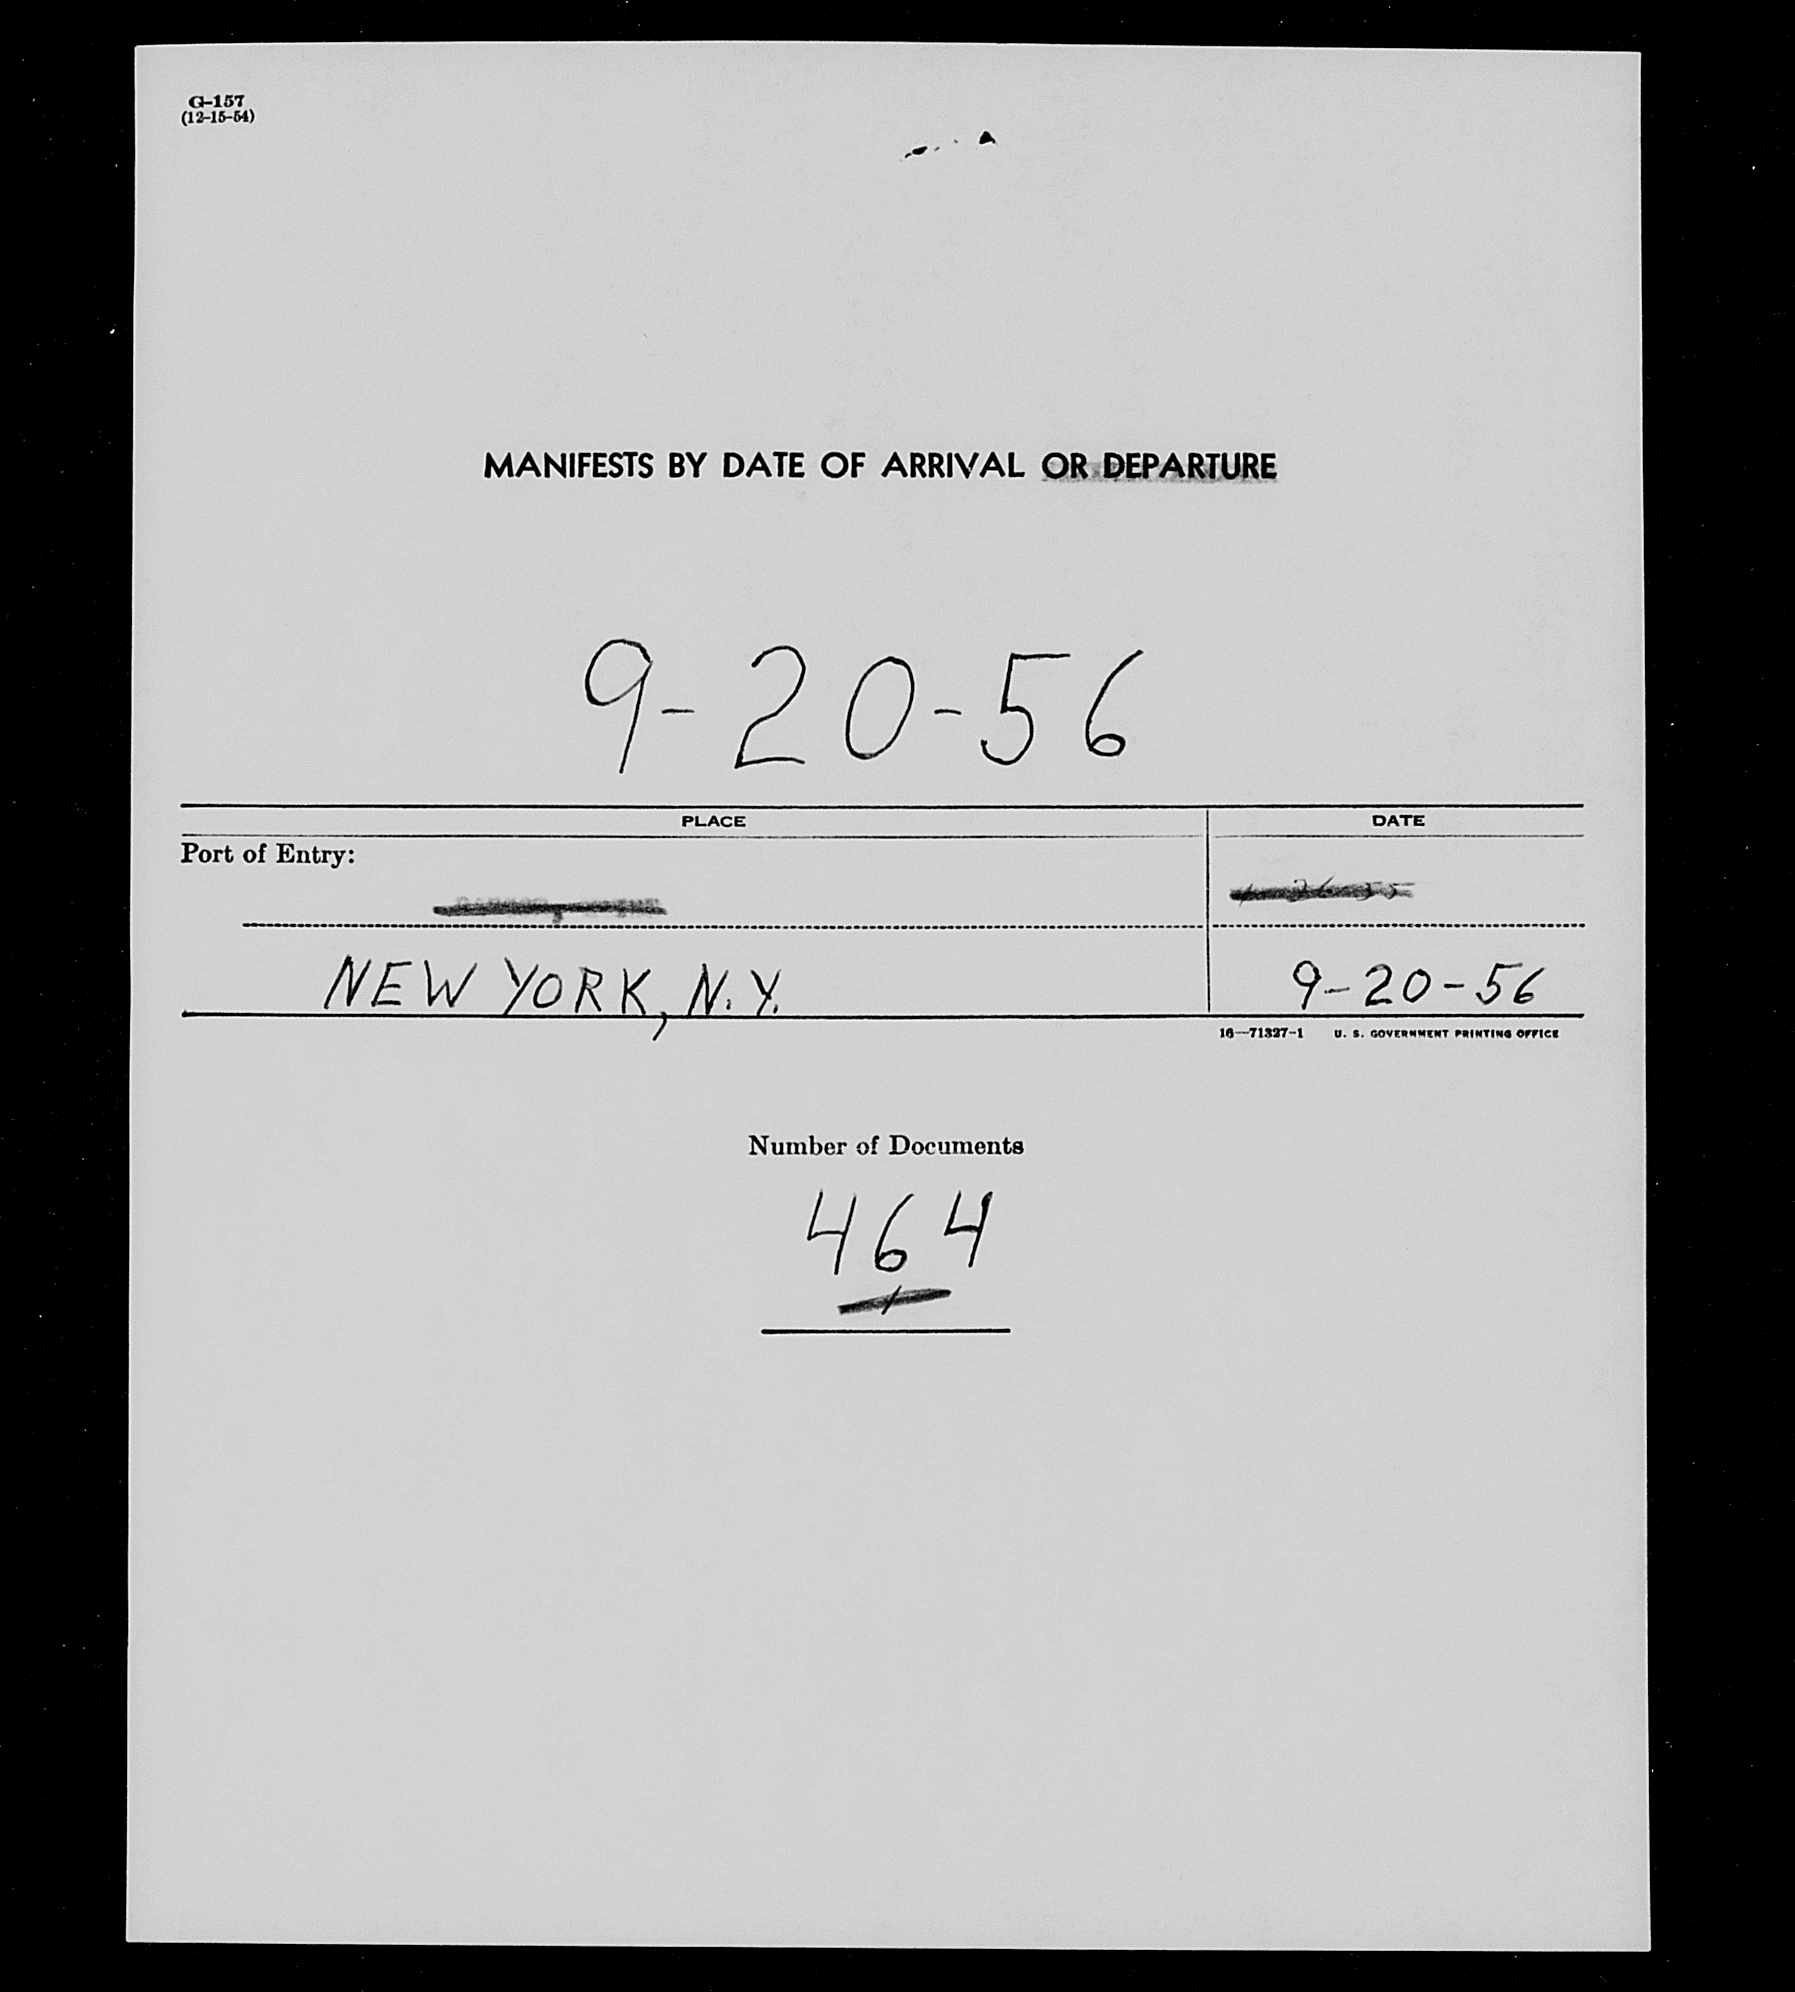 G-157
(12-15-54)
MANIFESTS BY DATE OF ARRIVAL OR DEPARTURE
9-20-56
PLACE DATE
Port of Entry:
NEW YORK, N.Y. 9-20-56
16—71327-1 U. S. GOVERNMENT PRINTING OFFICE
Number of Documents
464